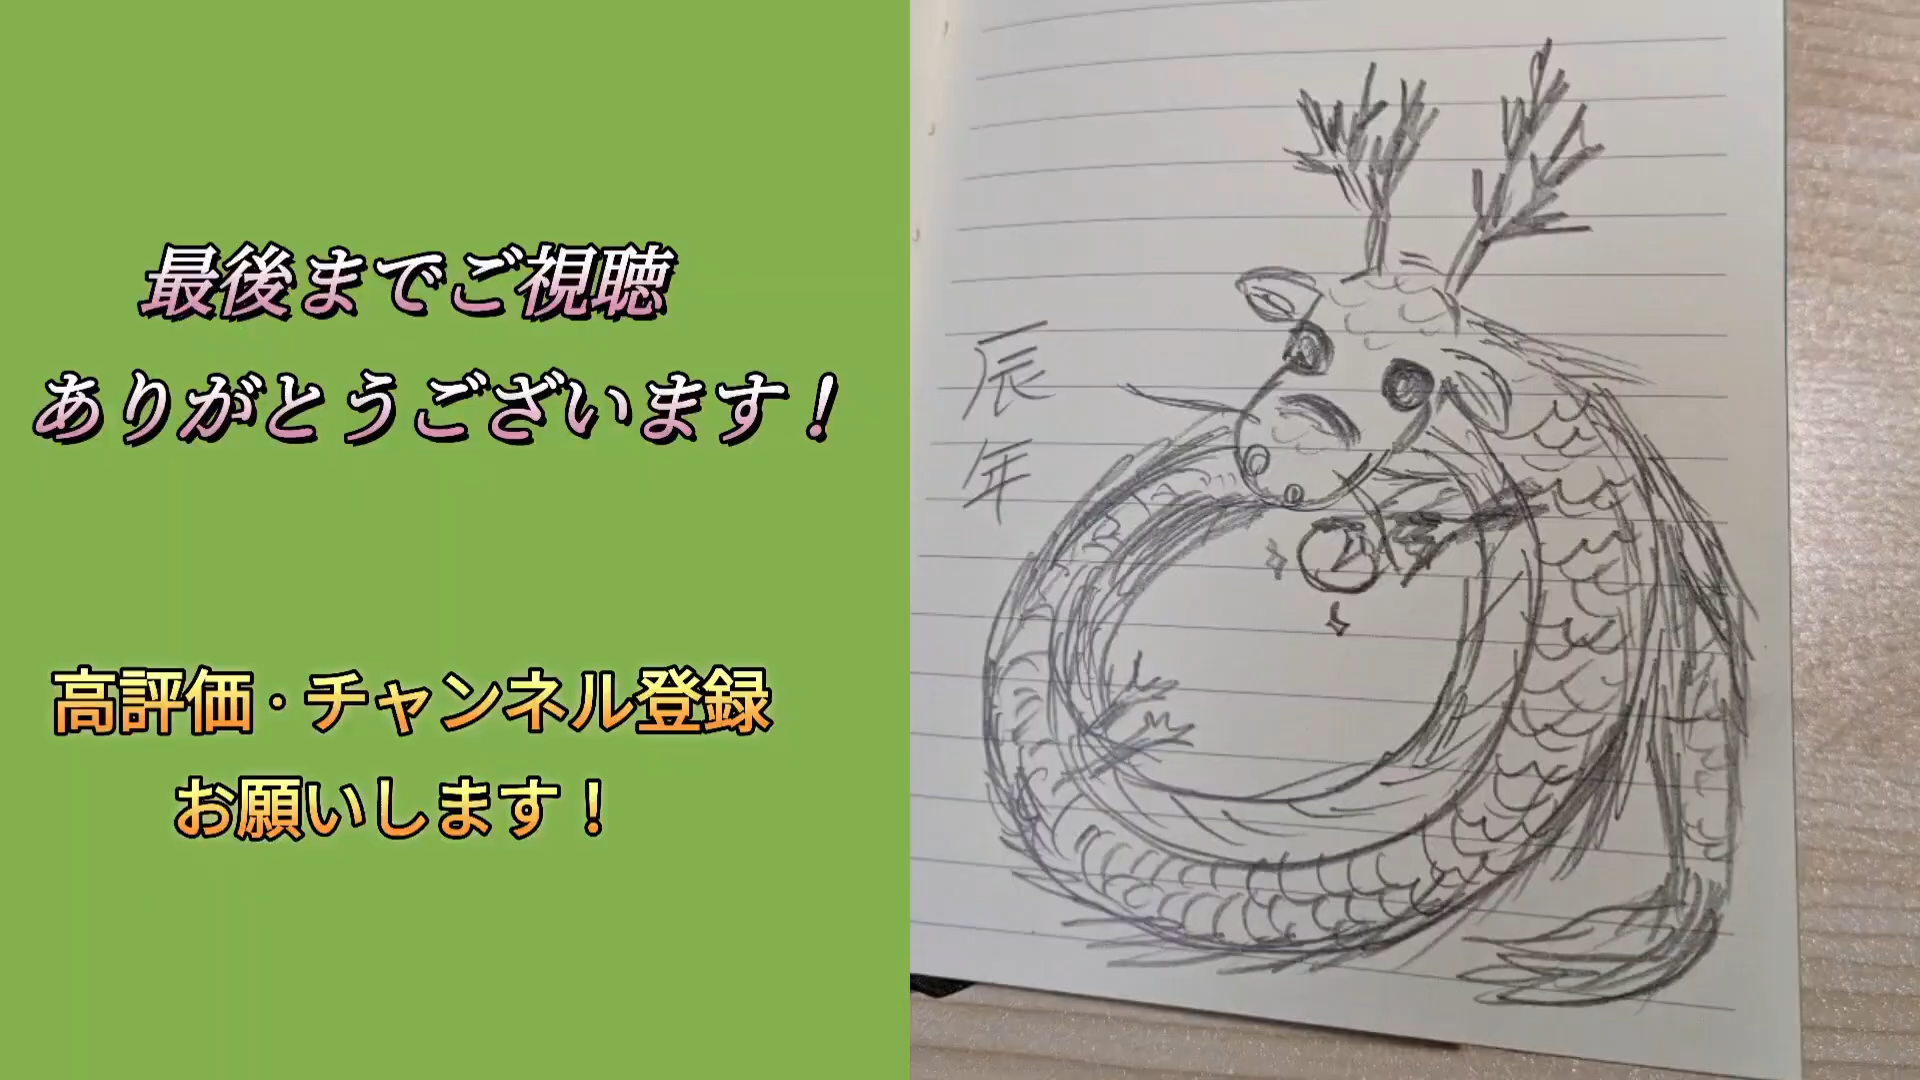 最後までご視聴
ありがとうございます！
高評価・チャンネル登録
お願いします！
辰
年